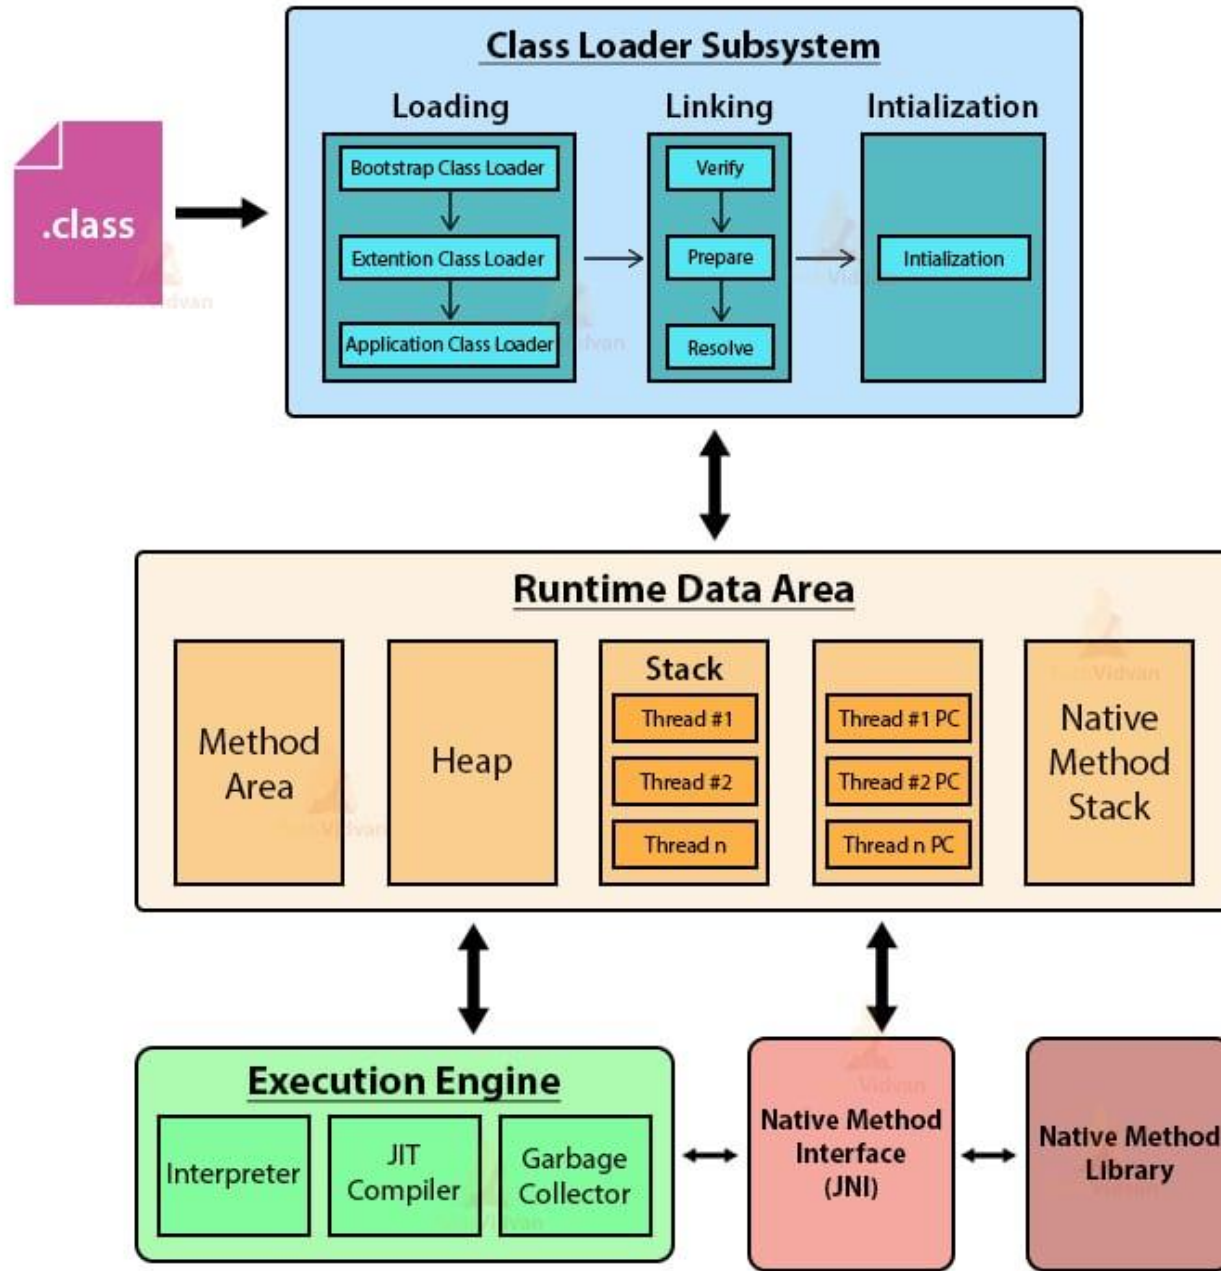 Class Loader Subsystem
Loading
Linking
Intialization
.class
Bootstrap Class Loader
Extention Class Loader
Application Class Loader
Verify
Prepare
Resolve
Intialization
Runtime Data Area
Method
Area
Heap
Stack
Thread #1
Thread #2
Thread n
Thread #1 PC
Thread #2 PC
Thread n PC
Native
Method
Stack
Execution Engine
Interpreter
JIT
Compiler
Garbage
Collector
Native Method
Interface
(JNI)
Native Method
Library
Vidvan